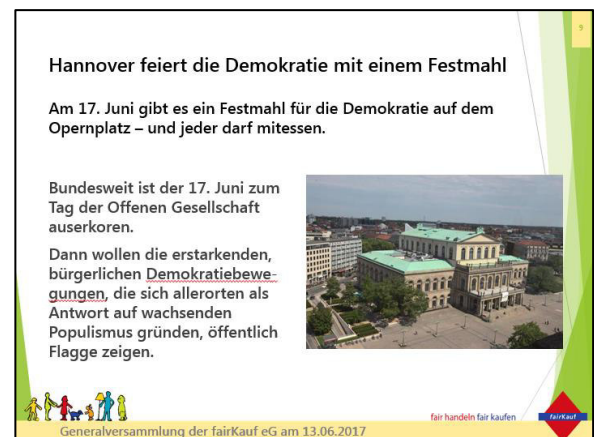 9
Hannover feiert die Demokratie mit einem Festmahl
Am 17. Juni gibt es ein Festmahl für die Demokratie auf dem
Opernplatz – und jeder darf mitessen.
Bundesweit ist der 17. Juni zum
Tag der Offenen Gesellschaft
auserkoren.
Dann wollen die erstarkenden,
bürgerlichen Demokratiebewe-
gungen, die sich allerorten als
Antwort auf wachsenden
Populismus gründen, öffentlich
Flagge zeigen.
fair handeln fair kaufen
fairKauf
Generalversammlung der fairKauf eG am 13.06.2017